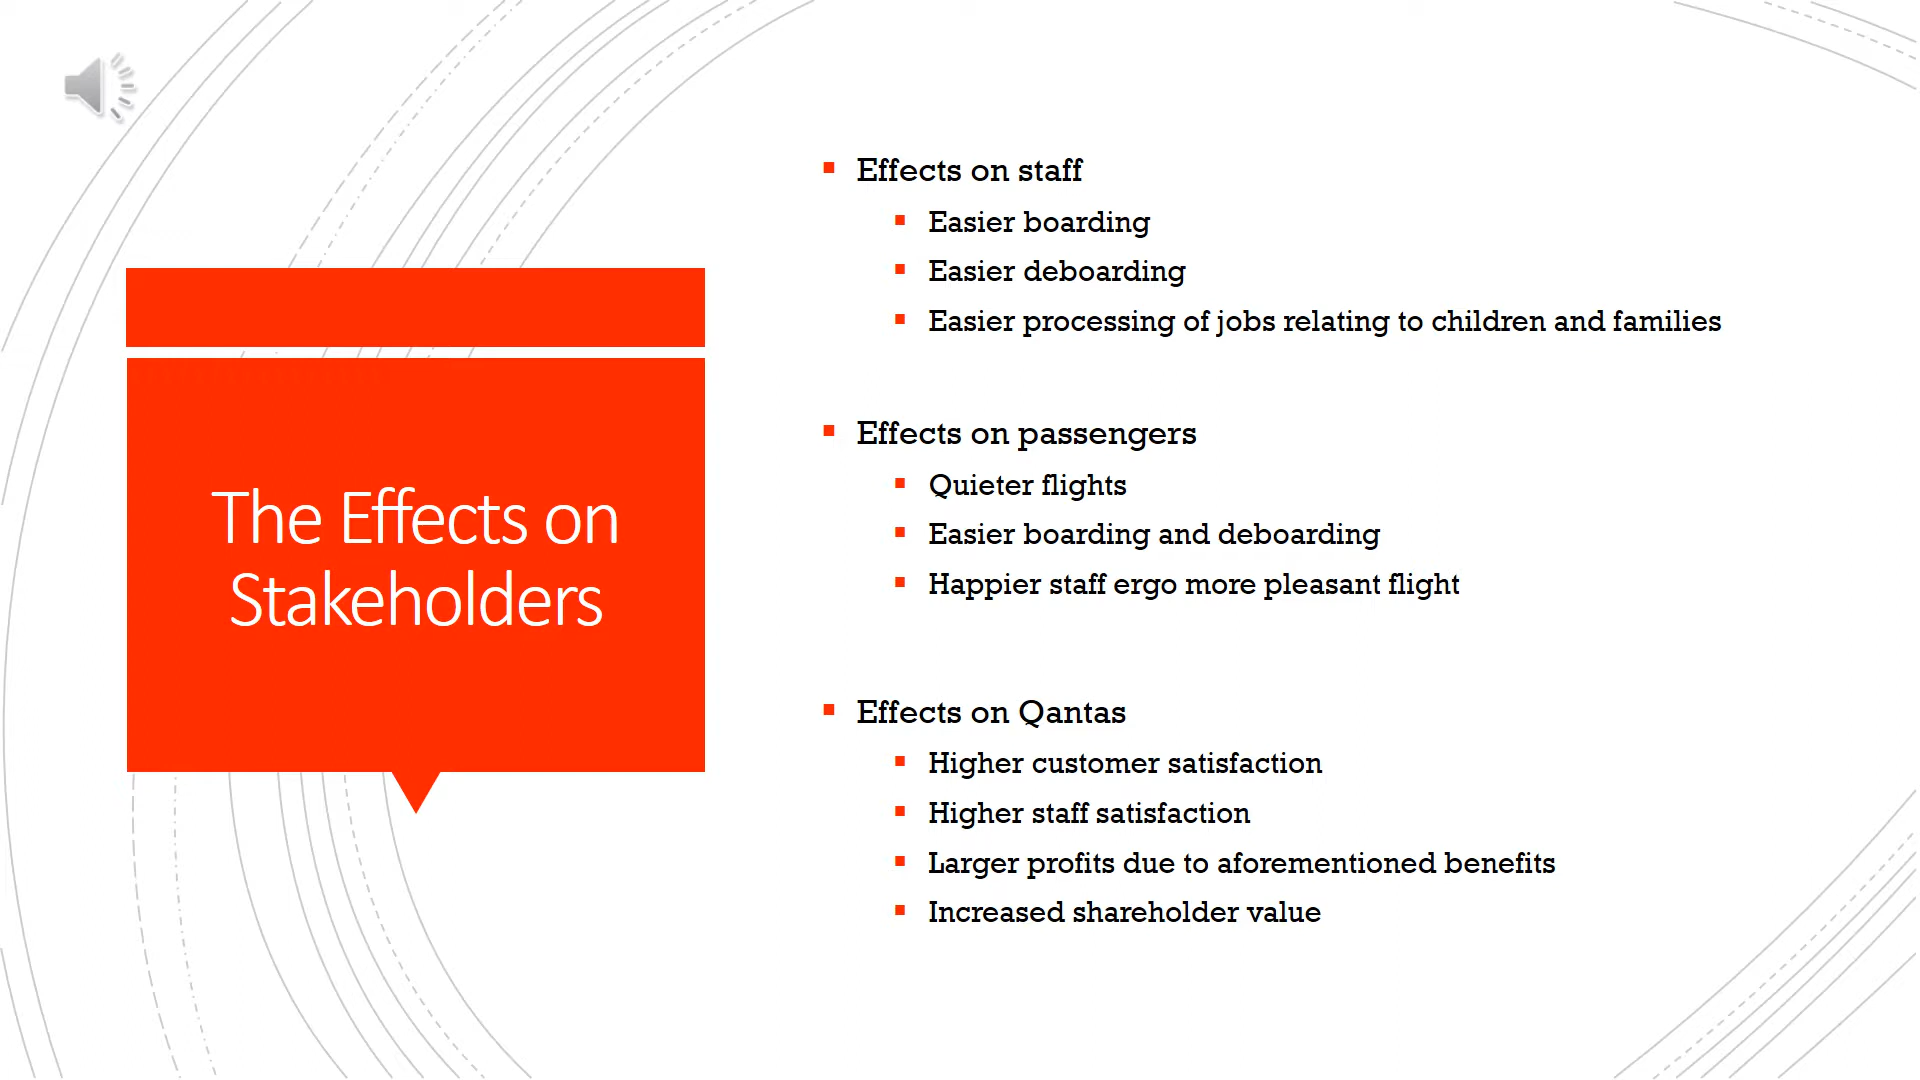 The Effects on
Stakeholders
Effects on staff
Easier boarding
Easier deboarding
Easier processing of jobs relating to children and families
Effects on passengers
Quieter flights
Easier boarding and deboarding
Happier staff ergo more pleasant flight
Effects on Qantas
Higher customer satisfaction
Higher staff satisfaction
Larger profits due to aforementioned benefits
Increased shareholder value